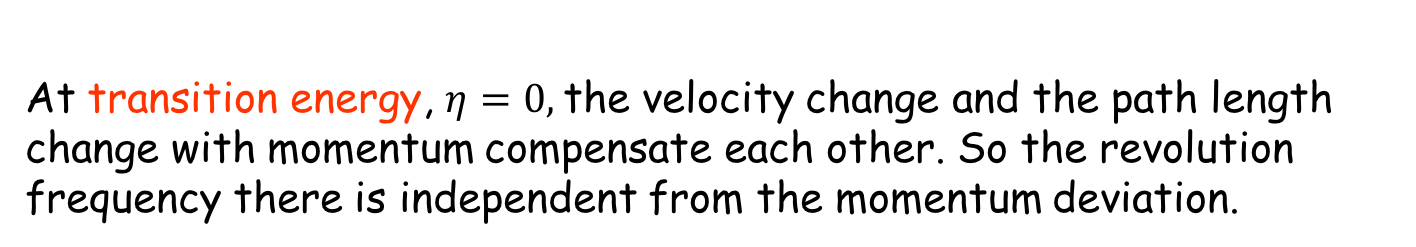 At transition energy, η = 0, the velocity change and the path length
change with momentum compensate each other. So the revolution
frequency there is independent from the momentum deviation.